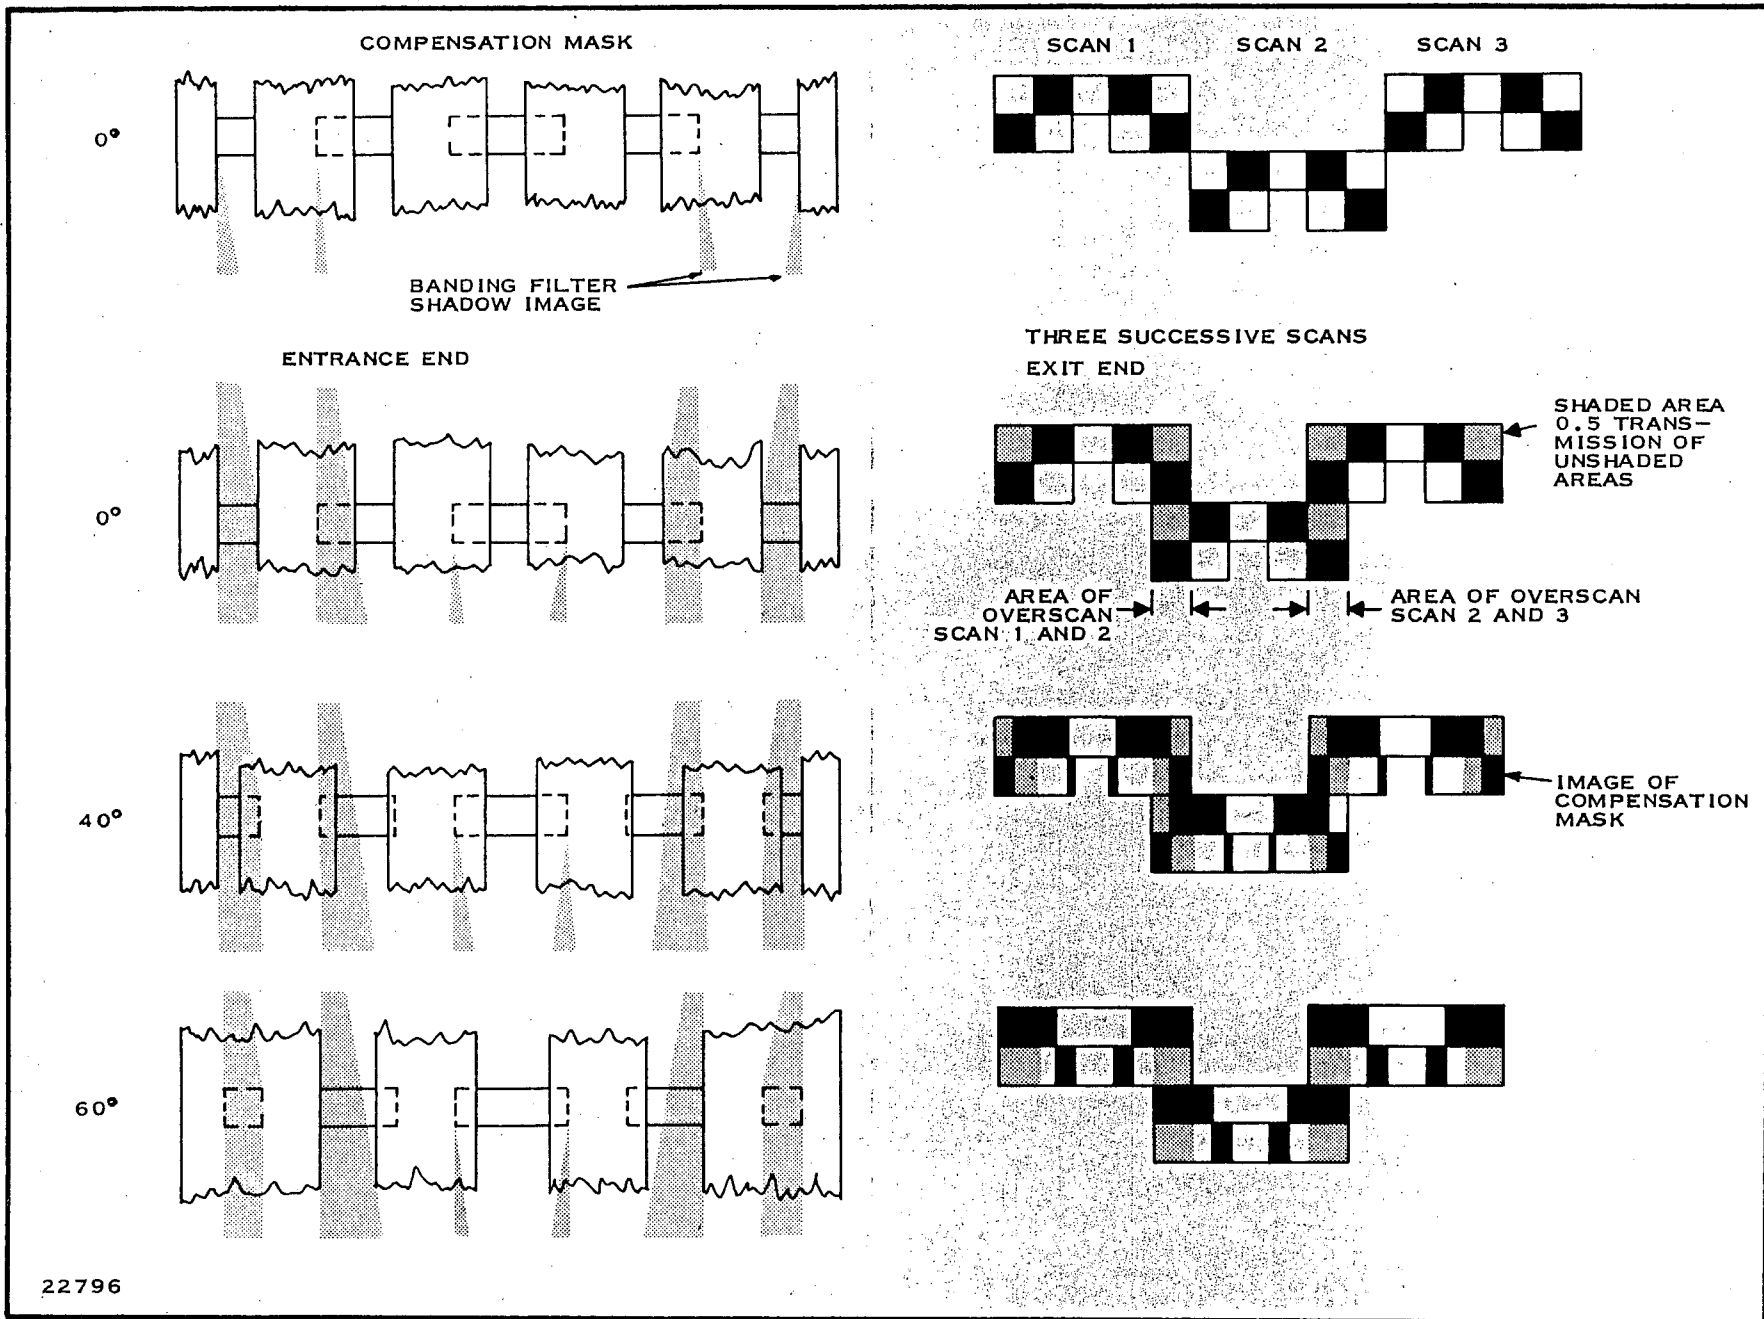 COMPENSATION MASK
SCAN 1
SCAN 2
SCAN 3
0°
BANDING FILTER
SHADOW IMAGE
ENTRANCE END
THREE SUCCESSIVE SCANS
EXIT END
SHADED AREA
0.5 TRANS-
MISSION OF
UNSHADED
AREAS
0°
AREA OF
OVERSCAN
SCAN 1 AND 2
AREA OF OVERSCAN
SCAN 2 AND 3
40°
IMAGE OF
COMPENSATION
MASK
60°
22796